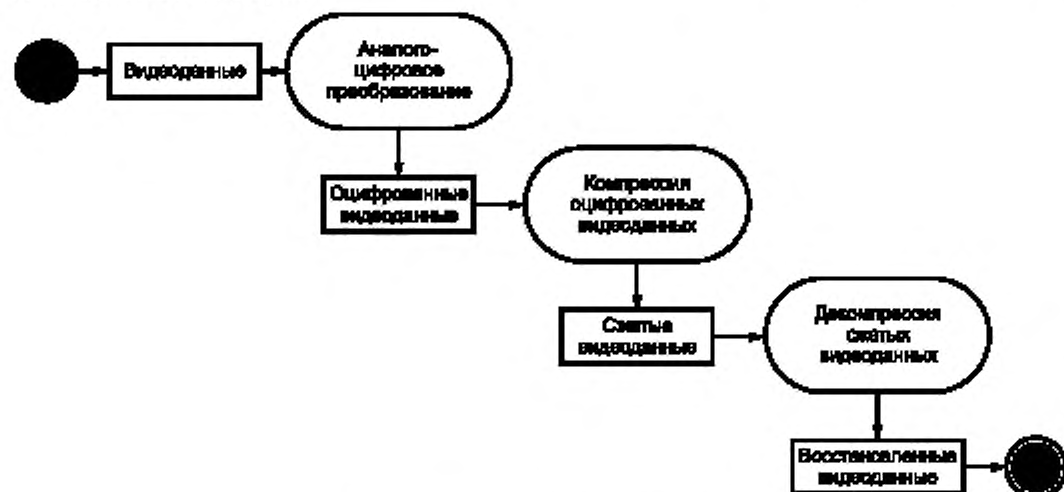 Видеоданные
Аналого-
цифровое
преобразование
Оцифрованные
видеоданные
Компрессия
оцифрованных
видеоданных
Сжатые
видеоданные
Декомпрессия
сжатых
видеоданных
Восстановленные
видеоданные